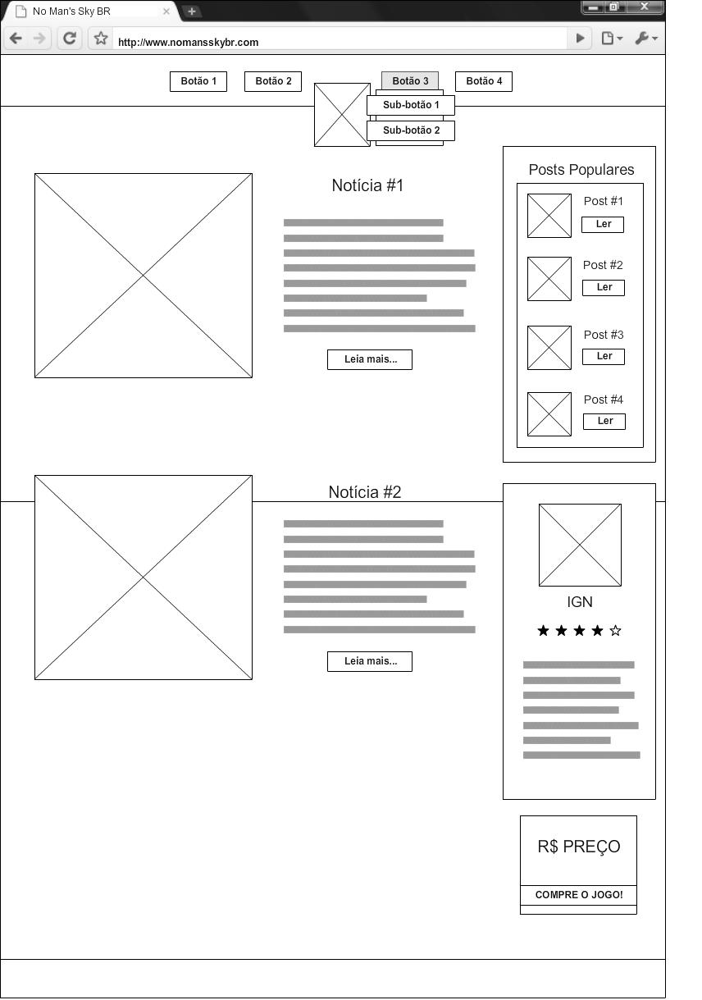 No Man's Sky BR
http://www.nomansskybr.com
Botão 1
Botão 2
Botão 3
Botão 4
Sub-botão 1
Sub-botão 2
Notícia #1
Leia mais...
Posts Populares
Post #1
Ler
Post #2
Ler
Post #3
Ler
Post #4
Ler
Notícia #2
Leia mais...
IGN
R$ PREÇO
COMPRE O JOGO!